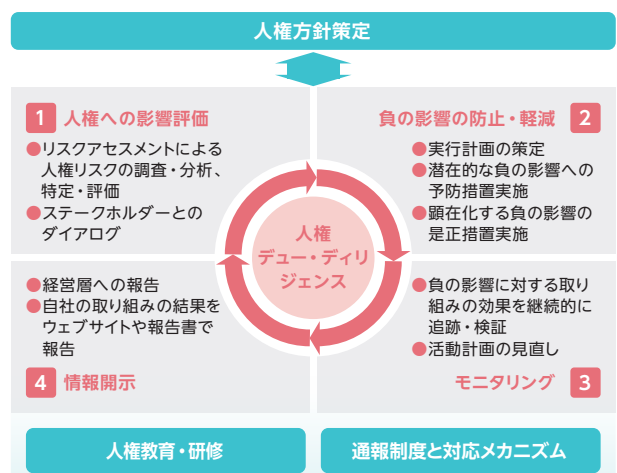 人権方針策定
1 人権への影響評価
●リスクアセスメントによる
人権リスクの調査・分析、
特定・評価
●ステークホルダーとの
ダイアログ
負の影響の防止・軽減 2
●実行計画の策定
●潜在的な負の影響への
予防措置実施
●顕在化する負の影響の
是正措置実施
人権
デュー・ディリ
ジェンス
●経営層への報告
●自社の取り組みの結果を
ウェブサイトや報告書で
報告
4 情報開示
●負の影響に対する取り
組みの効果を継続的に
追跡・検証
●活動計画の見直し
モニタリング 3
人権教育・研修
通報制度と対応メカニズム